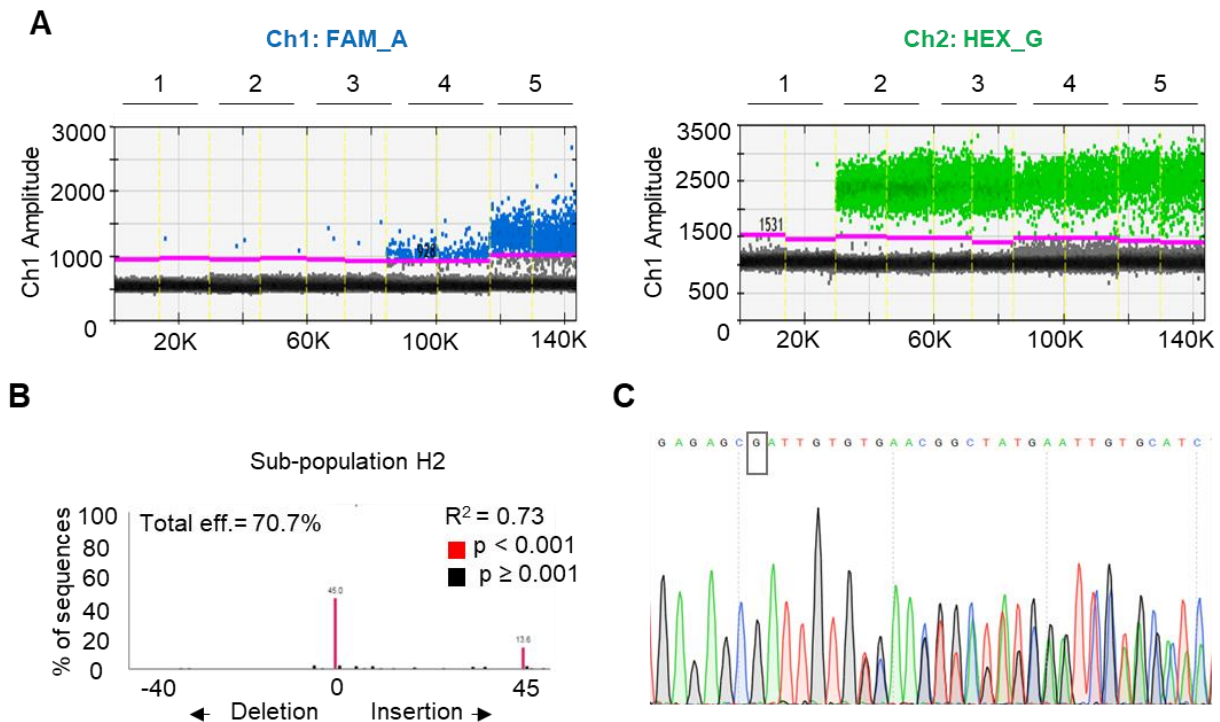 A
Ch1: FAM_A
Ch2: HEX_G
1 2 3 4 5
1 2 3 4 5
Ch1 Amplitude
3000
2000
1000
0
928
20K 60K 100K 140K
Ch1 Amplitude
3500
2500
1500
500
0
1531
20K 60K 100K 140K
B
Sub-population H2
% of sequences
100
80
60
40
20
0
Total eff.= 70.7%
R² = 0.73
p < 0.001
p ≥ 0.001
45.0
13.6
-40 0 45
← Deletion Insertion →
C
G A G A G C G A T T G T G T G A A C G G C T A T G A A T T G T G C A T C